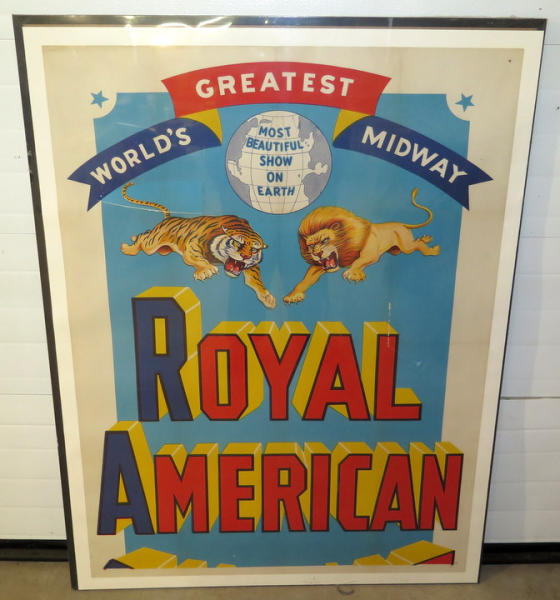 WORLD'S GREATEST MIDWAY
MOST
BEAUTIFUL
SHOW
ON
EARTH
ROYAL
AMERICAN